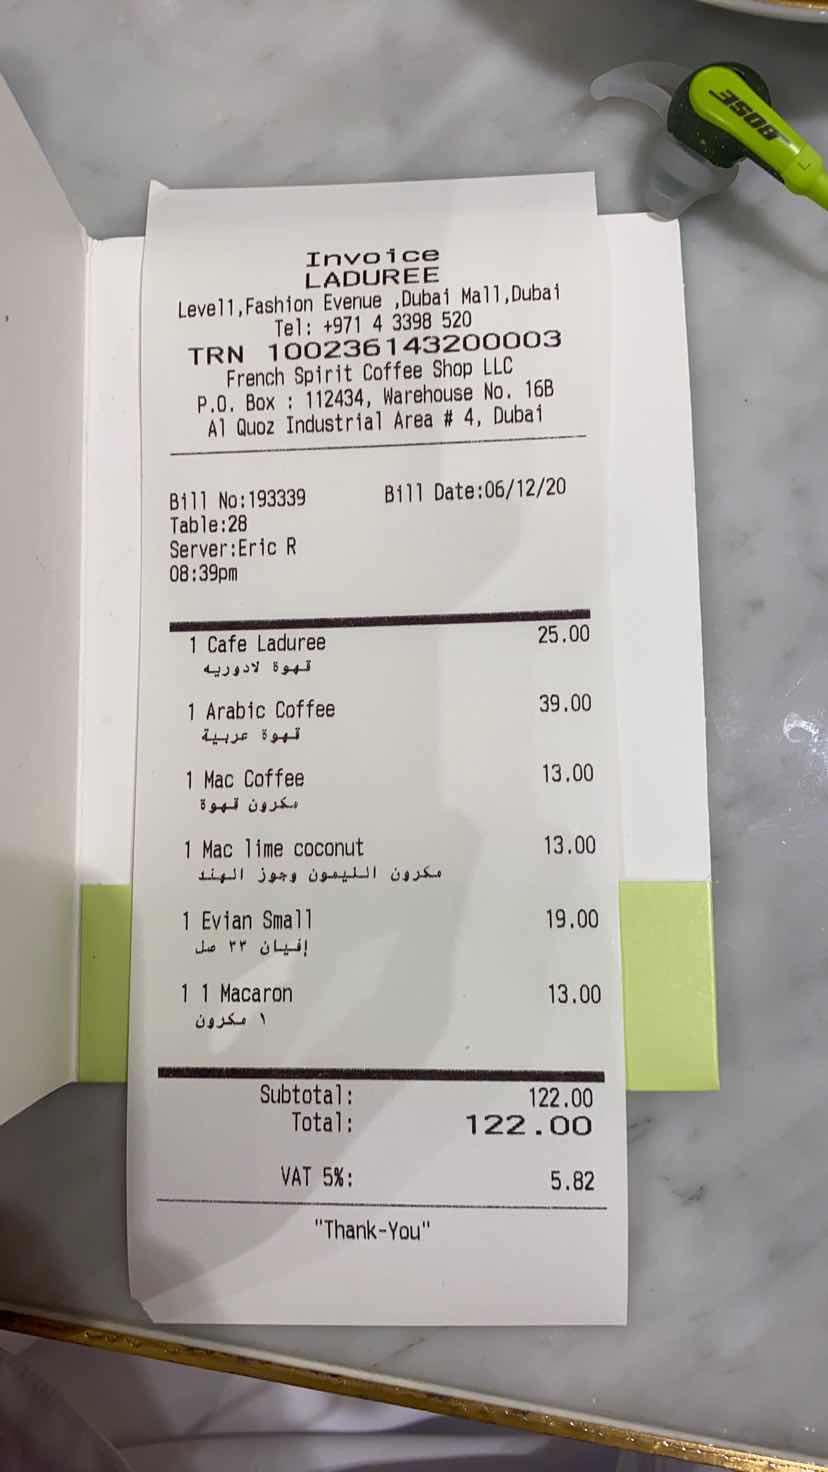 BOSE
L
Invoice
LADUREE
Level1,Fashion Evenue ,Dubai Mall,Dubai
Tel: +971 4 3398 520
TRN 100236143200003
French Spirit Coffee Shop LLC
P.O. Box : 112434, Warehouse No. 16B
Al Quoz Industrial Area # 4, Dubai
Bill No:193339 Bill Date:06/12/20
Table:28
Server:Eric R
08:39pm
1 Cafe Laduree 25.00
قهوة لادوريه
1 Arabic Coffee 39.00
قهوة عربية
1 Mac Coffee 13.00
مكرون قهوة
1 Mac lime coconut 13.00
مكرون الليمون وجوز الهند
1 Evian Small 19.00
إفيان ٣٣ صل
1 1 Macaron 13.00
١ مكرون
Subtotal: 122.00
Total: 122.00
VAT 5%: 5.82
"Thank-You"